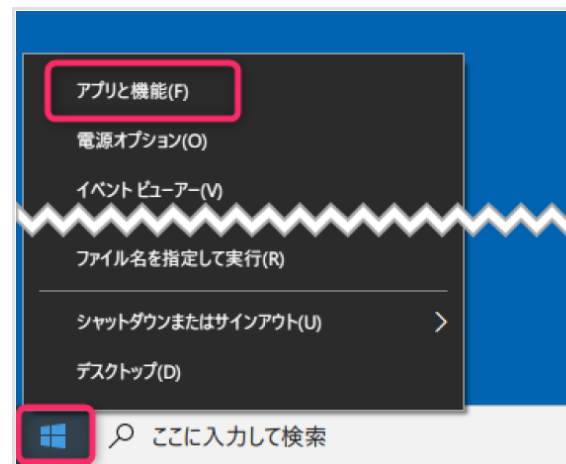 アプリと機能(F)
電源オプション(O)
イベント ビューアー(V)
ファイル名を指定して実行(R)
シャットダウンまたはサインアウト(U)
デスクトップ(D)
ここに入力して検索